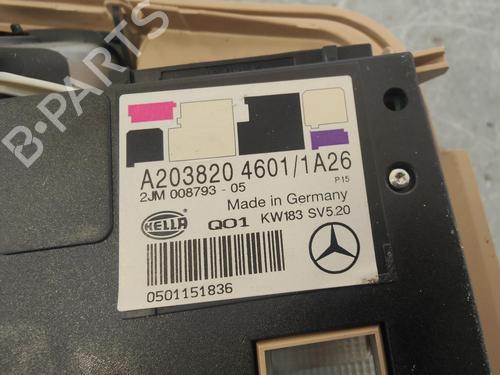 B-PARTS
A203820 4601/1A26
2JM 008793 - 05
P15
Made in Germany
HELLA Q01 KW183 SV5.20
0501151836